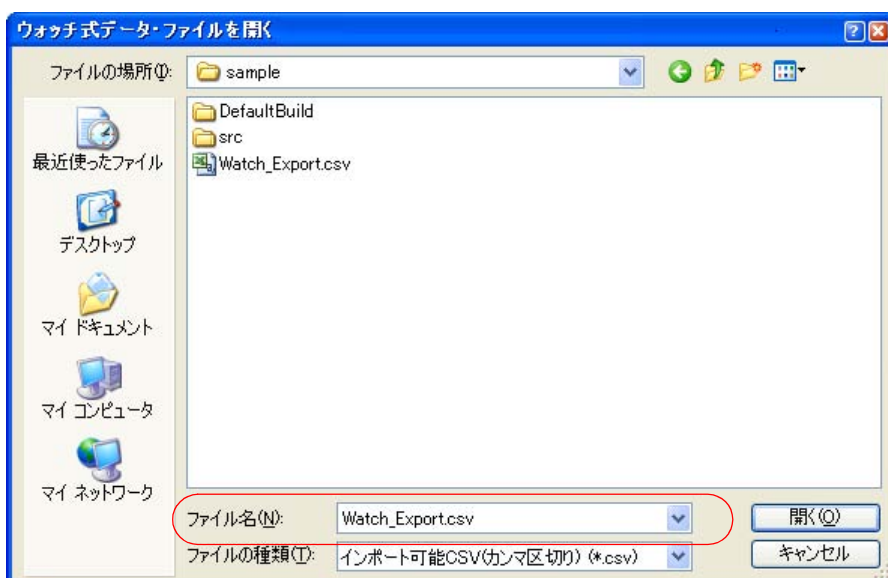 ウォッチ式データ・ファイルを開く
ファイルの場所(I):
sample
DefaultBuild
src
Watch_Export.csv
最近使ったファイル
デスクトップ
マイ ドキュメント
マイ コンピュータ
マイ ネットワーク
ファイル名(N):
Watch_Export.csv
開く(O)
ファイルの種類(T):
インポート可能CSV(カンマ区切り) (*.csv)
キャンセル